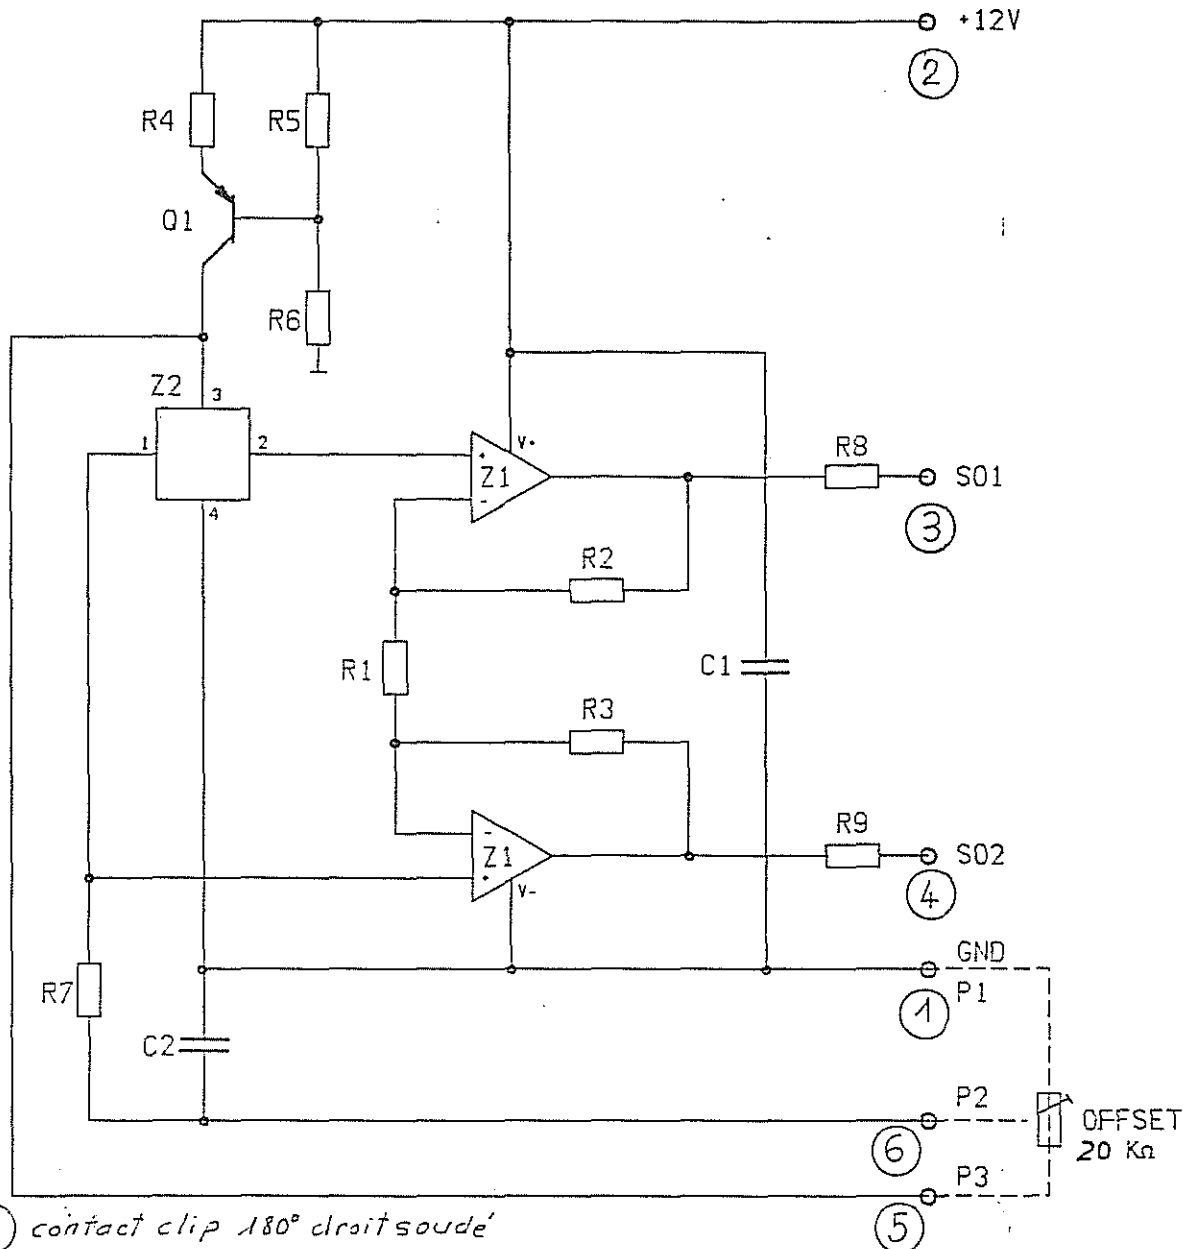 +12V
2
R4
R5
Q1
R6
Z2
3
1
2
4
V+
+
Z1
-
R8
S01
3
R2
R1
C1
R3
-
Z1
+
V-
R9
S02
4
GND
P1
1
R7
C2
P2
6
OFFSET
20 KΩ
P3
5
contact clip 180° droit soudé